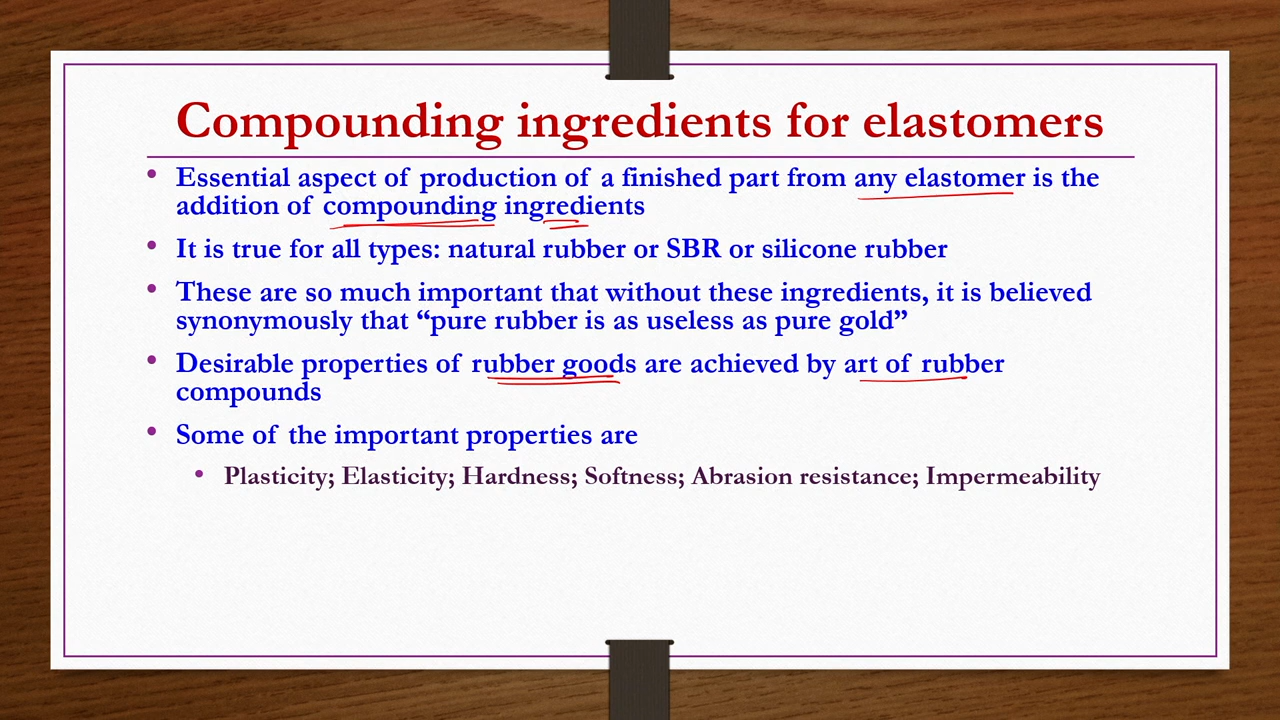 Compounding ingredients for elastomers
• Essential aspect of production of a finished part from any elastomer is the
addition of compounding ingredients
• It is true for all types: natural rubber or SBR or silicone rubber
• These are so much important that without these ingredients, it is believed
synonymously that “pure rubber is as useless as pure gold”
• Desirable properties of rubber goods are achieved by art of rubber
compounds
• Some of the important properties are
• Plasticity; Elasticity; Hardness; Softness; Abrasion resistance; Impermeability